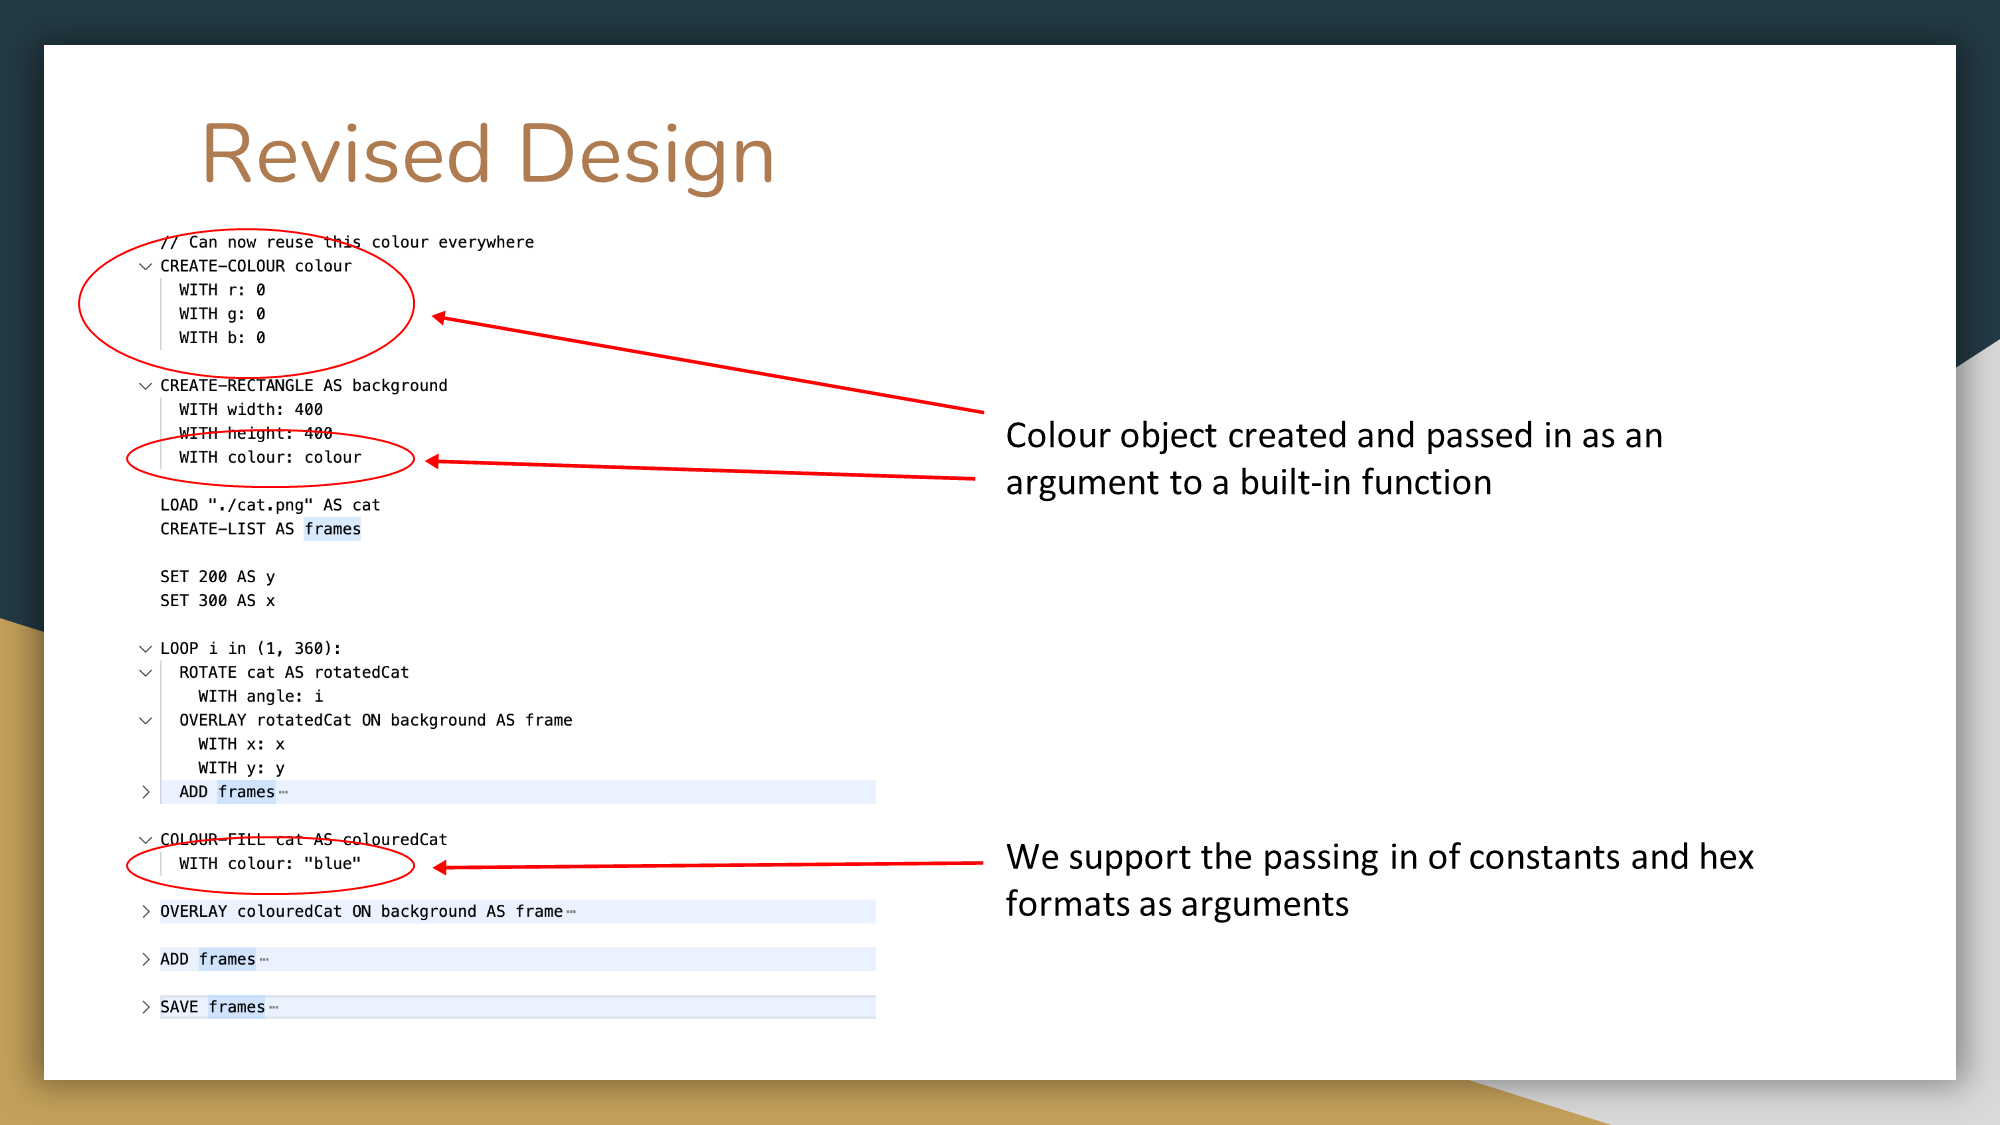 Revised Design
// Can now reuse this colour everywhere
CREATE-COLOUR colour
WITH r: 0
WITH g: 0
WITH b: 0
CREATE-RECTANGLE AS background
WITH width: 400
WITH height: 400
WITH colour: colour
LOAD "./cat.png" AS cat
CREATE-LIST AS frames
SET 200 AS y
SET 300 AS x
LOOP i in (1, 360):
ROTATE cat AS rotatedCat
WITH angle: i
OVERLAY rotatedCat ON background AS frame
WITH x: x
WITH y: y
ADD frames⋯
COLOUR-FILL cat AS colouredCat
WITH colour: "blue"
OVERLAY colouredCat ON background AS frame⋯
ADD frames⋯
SAVE frames⋯
Colour object created and passed in as an
argument to a built-in function
We support the passing in of constants and hex
formats as arguments